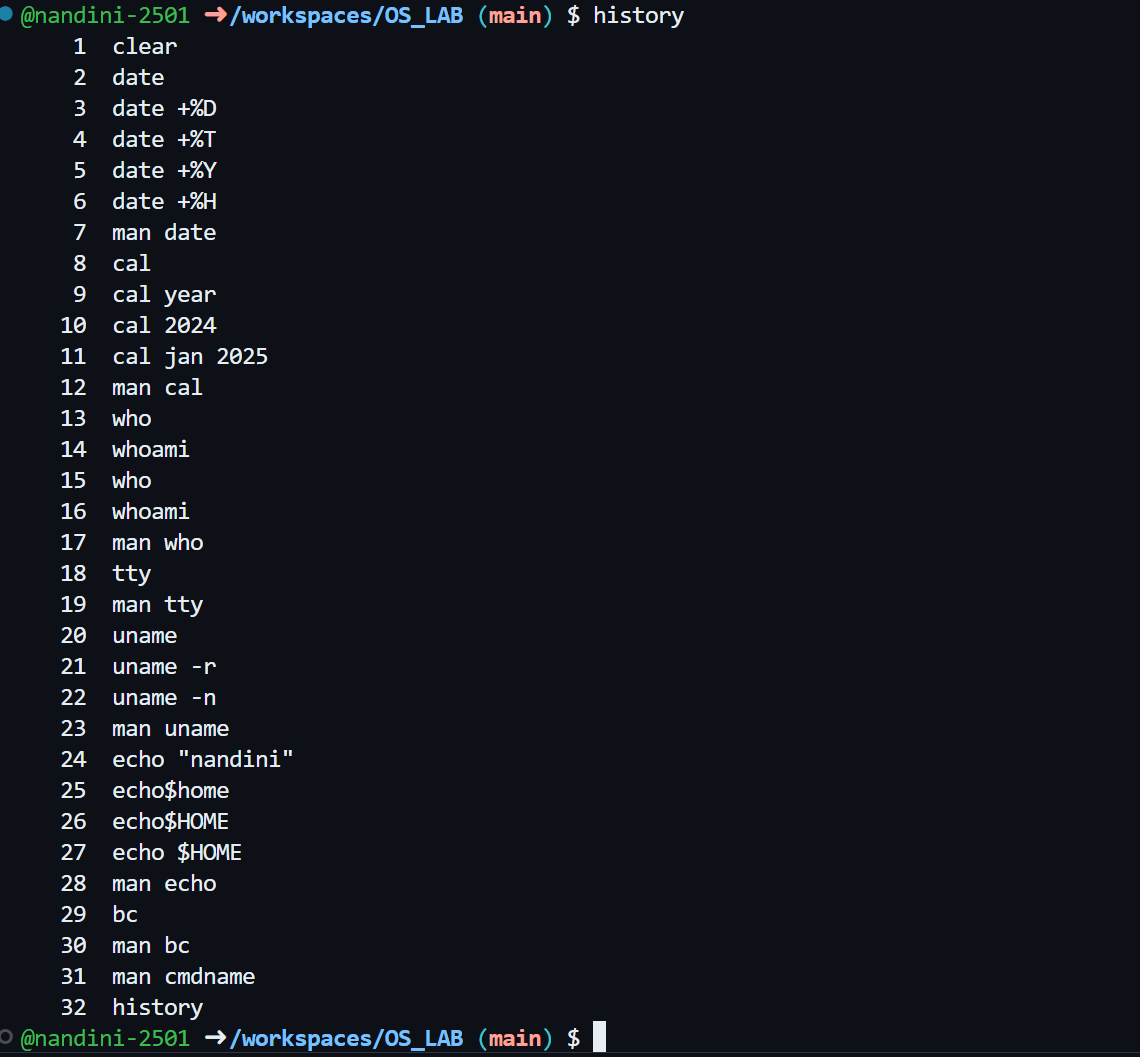 @nandini-2501 ➜/workspaces/OS_LAB (main) $ history
1 clear
2 date
3 date +%D
4 date +%T
5 date +%Y
6 date +%H
7 man date
8 cal
9 cal year
10 cal 2024
11 cal jan 2025
12 man cal
13 who
14 whoami
15 who
16 whoami
17 man who
18 tty
19 man tty
20 uname
21 uname -r
22 uname -n
23 man uname
24 echo "nandini"
25 echo$home
26 echo$HOME
27 echo $HOME
28 man echo
29 bc
30 man bc
31 man cmdname
32 history
@nandini-2501 ➜/workspaces/OS_LAB (main) $